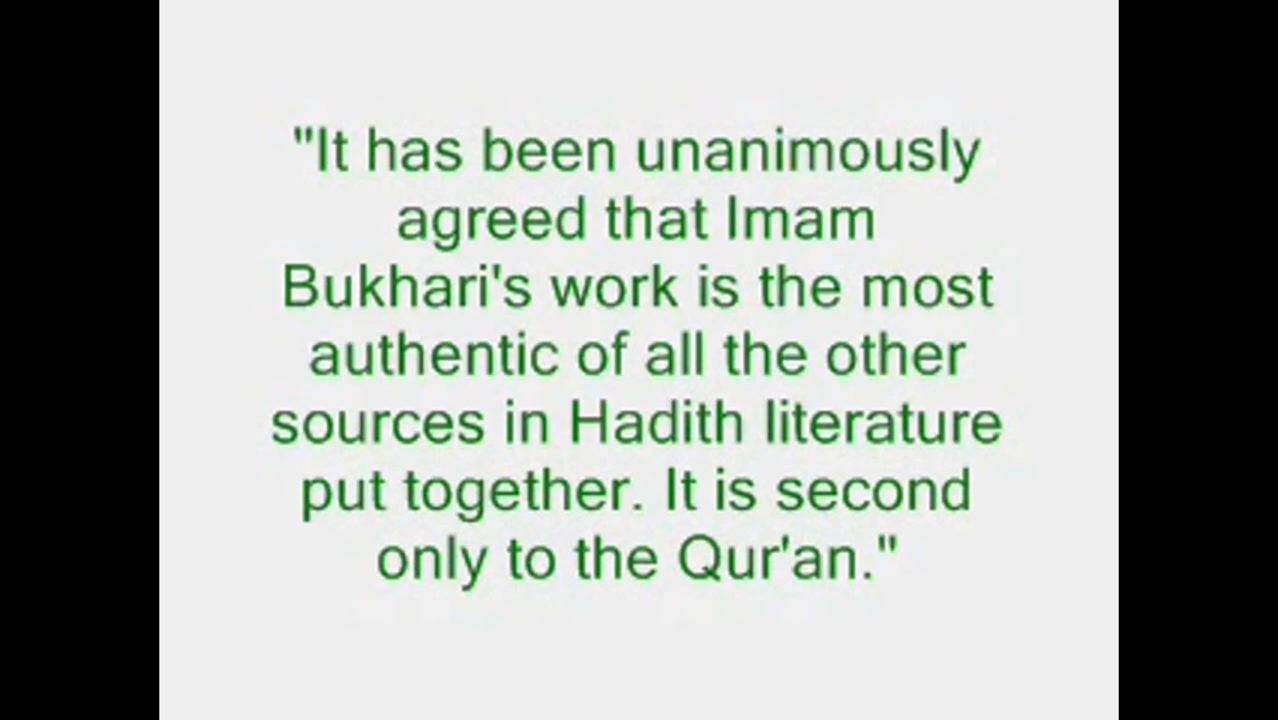 "It has been unanimously
agreed that Imam
Bukhari's work is the most
authentic of all the other
sources in Hadith literature
put together. It is second
only to the Qur'an."